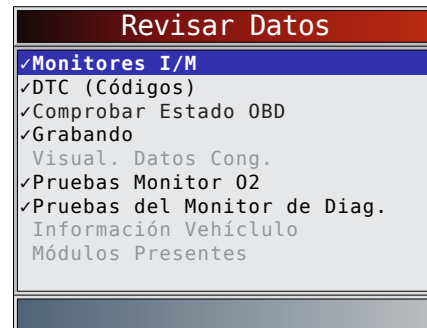 Revisar Datos
✓Monitores I/M
✓DTC (Códigos)
✓Comprobar Estado OBD
✓Grabando
Visual. Datos Cong.
✓Pruebas Monitor O2
✓Pruebas del Monitor de Diag.
Información Vehíclulo
Módulos Presentes